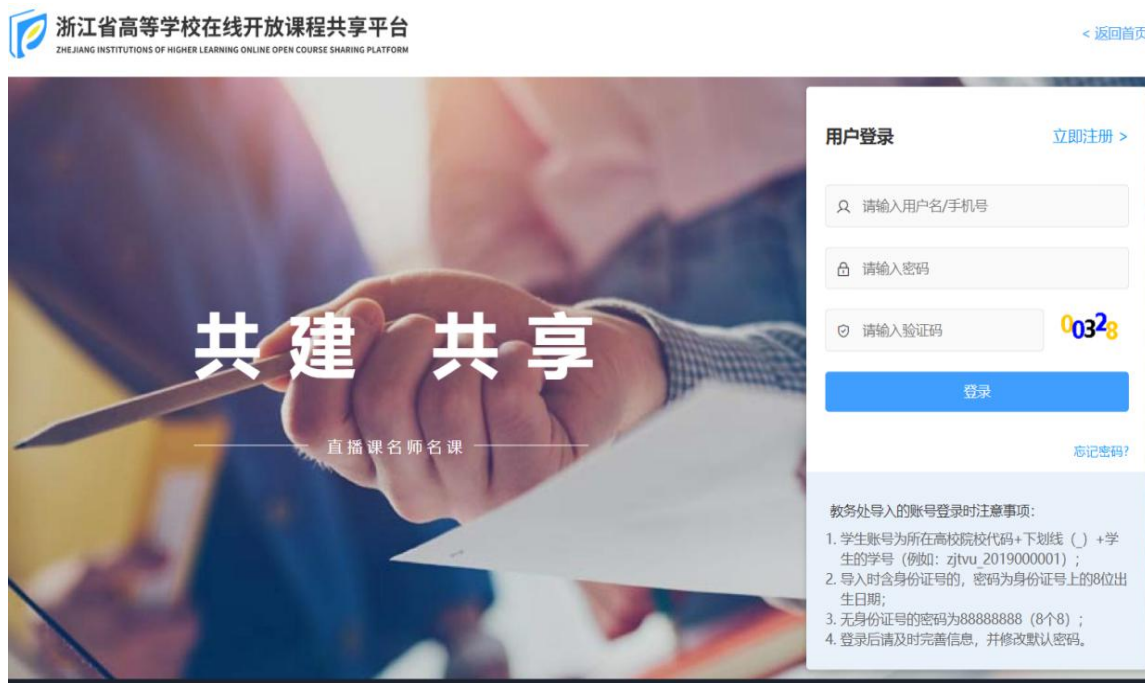 浙江省高等学校在线开放课程共享平台
ZHEJIANG INSTITUTIONS OF HIGHER LEARNING ONLINE OPEN COURSE SHARING PLATFORM
< 返回首页
用户登录
立即注册 >
请输入用户名/手机号
请输入密码
请输入验证码
00328
登录
忘记密码?
共建 共享
直播课名师名课
教务处导入的账号登录时注意事项：
1. 学生账号为所在高校院校代码+下划线（_）+学
生的学号（例如：zjtvu_2019000001）；
2. 导入时含身份证号的，密码为身份证号上的8位出
生日期；
3. 无身份证号的密码为88888888（8个8）；
4. 登录后请及时完善信息，并修改默认密码。